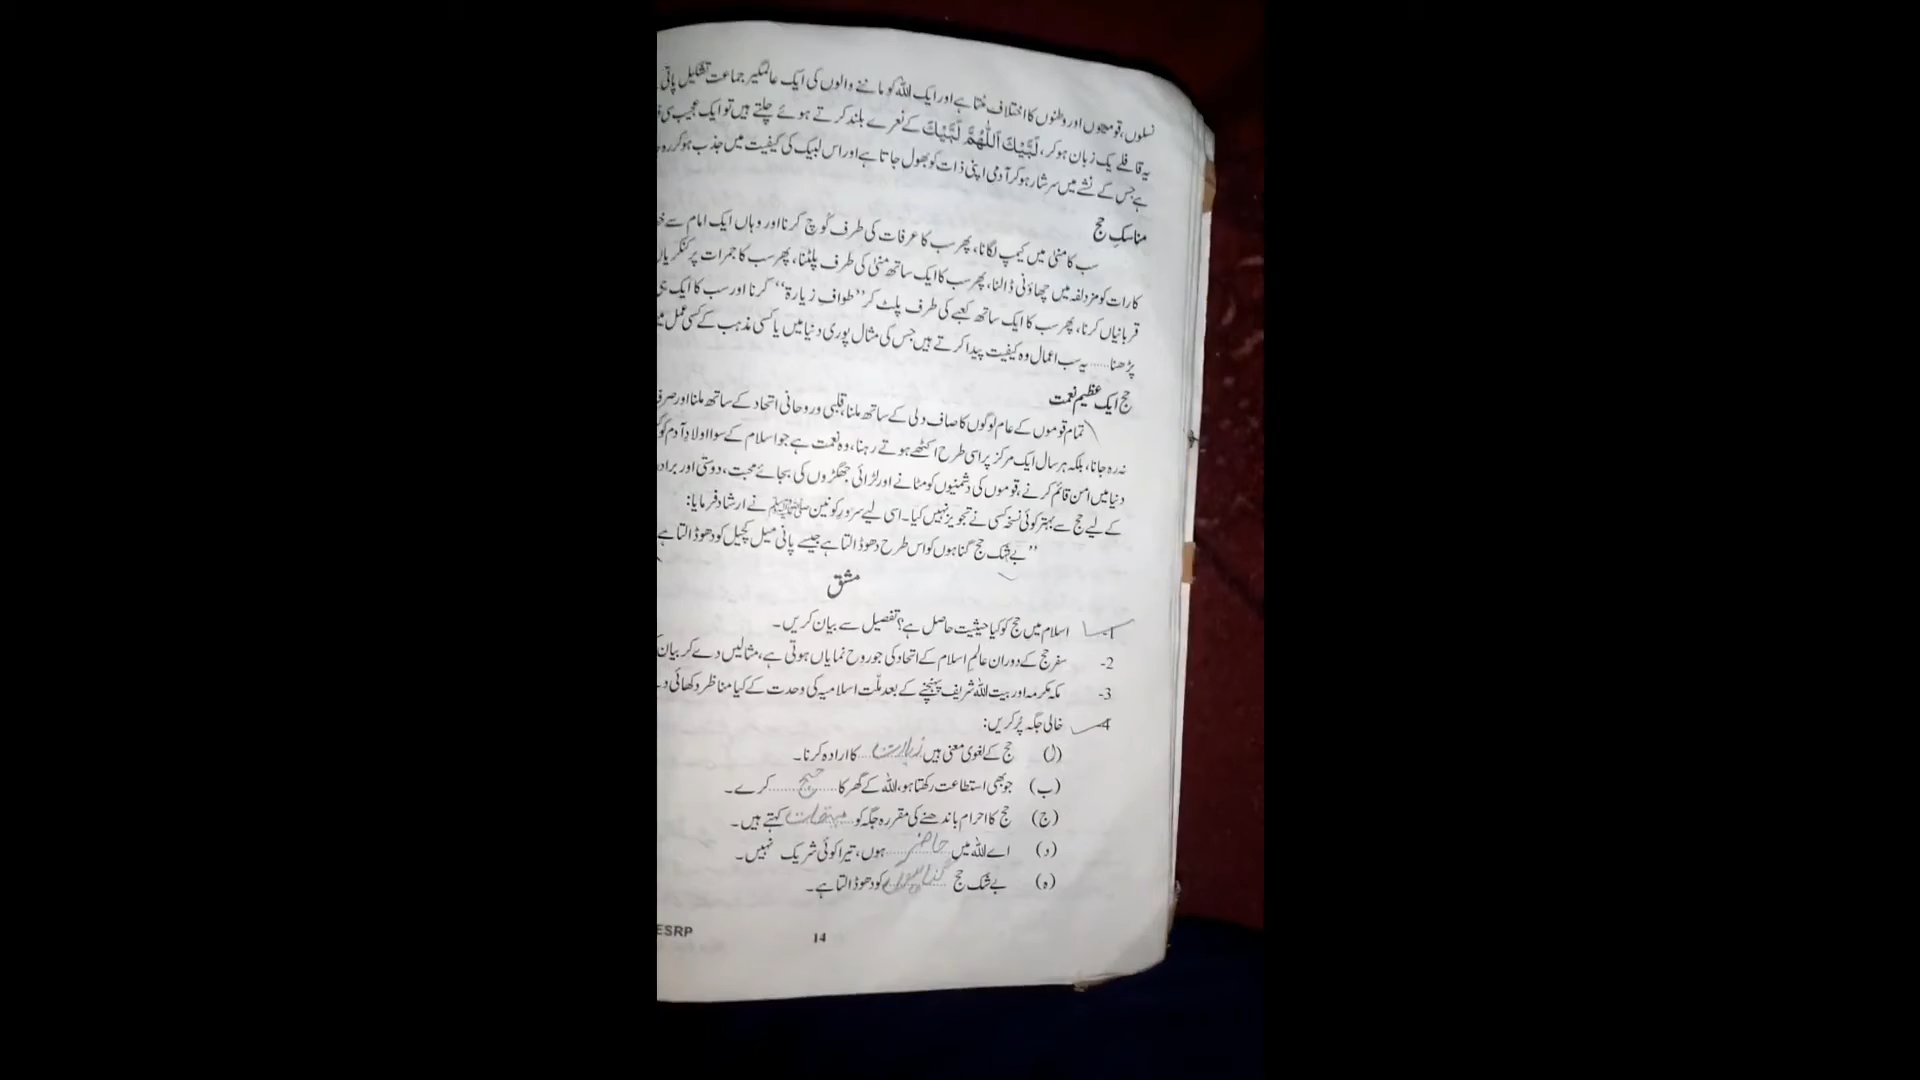 نسلوں، قوموں اور وطنوں کا اختلاف مٹتا ہے اور ایک اللہ کو ماننے والوں کی ایک عالمگیر جماعت تشکیل پاتی
یہ قافلے یک زبان ہوکر، لَبَّيْكَ اَللّٰهُمَّ لَبَّيْكَ کے نعرے بلند کرتے ہوئے چلتے ہیں تو ایک عجیب سی
ہے جس کے نشے میں سرشار ہو کر آدمی اپنی ذات کو بھول جاتا ہے اور اس لبیک کی کیفیت میں جذب ہو کر رہ
مناسکِ حج
سب کا منیٰ میں کیمپ لگانا، پھر سب کا عرفات کی طرف کُوچ کرنا اور وہاں ایک امام سے
کا رات کو مزدلفہ میں چھاؤنی ڈالنا، پھر سب کا ایک ساتھ منیٰ کی طرف پلٹنا، پھر سب کا جمرات پر کنکریاں
قربانیاں کرنا، پھر سب کا ایک ساتھ کعبے کی طرف پلٹ کر ”طوافِ زیارۃ“ کرنا اور سب کا ایک ہی
پڑھنا...... یہ سب اعمال وہ کیفیت پیدا کرتے ہیں جس کی مثال پوری دنیا میں یا کسی مذہب کے کسی عمل
حج ایک عظیم نعمت
تمام قوموں کے عام لوگوں کا صاف دلی کے ساتھ ملنا، قلبی و روحانی اتحاد کے ساتھ ملنا اور
نہ رہ جانا، بلکہ ہر سال ایک مرکز پر اسی طرح اکٹھے ہوتے رہنا، وہ نعمت ہے جو اسلام کے سوا اولادِ آدم کو
دنیا میں امن قائم کرنے، قوموں کی دشمنیوں کو مٹانے اور لڑائی جھگڑوں کی بجائے محبت، دوستی اور
کے لیے حج سے بہتر کوئی نسخہ کسی نے تجویز نہیں کیا۔ اسی لیے سرورِ کونین ﷺ نے ارشاد فرمایا:
”بے شک حج گناہوں کو اس طرح دھو ڈالتا ہے جیسے پانی میل کچیل کو دھو ڈالتا ہے
مشق
1- اسلام میں حج کو کیا حیثیت حاصل ہے؟ تفصیل سے بیان کریں۔
2- سفرِ حج کے دوران عالمِ اسلام کے اتحاد کی جو روح نمایاں ہوتی ہے، مثالیں دے کر بیان
3- مکہ مکرمہ اور بیت اللہ شریف پہنچنے کے بعد ملّتِ اسلامیہ کی وحدت کے کیا مناظر دکھائی
4- خالی جگہ پُر کریں:
(ا) حج کے لغوی معنی ہیں زیارت کا ارادہ کرنا۔
(ب) جو بھی استطاعت رکھتا ہو، اللہ کے گھر کا حج کرے۔
(ج) حج کا احرام باندھنے کی مقررہ جگہ کو میقات کہتے ہیں۔
(د) اے اللہ میں حاضر ہوں، تیرا کوئی شریک نہیں۔
(ہ) بے شک حج گناہوں کو دھو ڈالتا ہے۔
ESRP
14